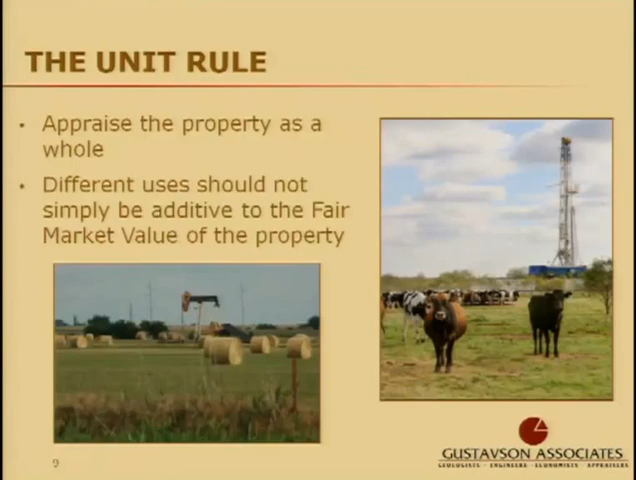 THE UNIT RULE
• Appraise the property as a
whole
• Different uses should not
simply be additive to the Fair
Market Value of the property
9
GUSTAVSON ASSOCIATES
GEOLOGISTS · ENGINEERS · ECONOMISTS · APPRAISERS